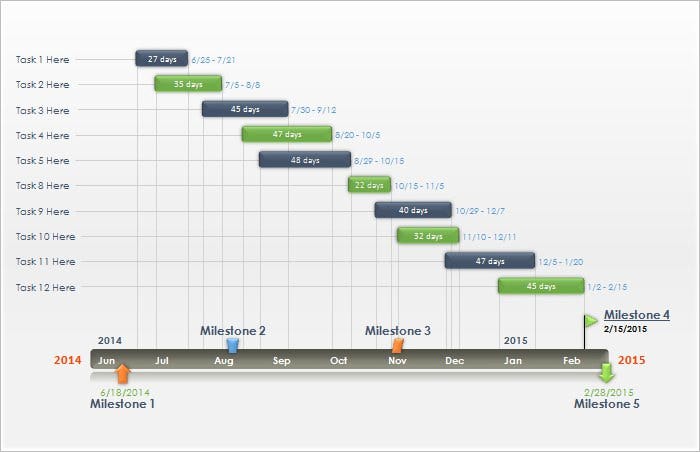 Task 1 Here 27 days 6/25 - 7/21
Task 2 Here 35 days 7/5 - 8/8
Task 3 Here 45 days 7/30 - 9/12
Task 4 Here 47 days 8/20 - 10/5
Task 5 Here 48 days 8/29 - 10/15
Task 8 Here 22 days 10/15 - 11/5
Task 9 Here 40 days 10/29 - 12/7
Task 10 Here 32 days 11/10 - 12/11
Task 11 Here 47 days 12/5 - 1/20
Task 12 Here 45 days 1/2 - 2/15
Milestone 4
2/15/2015
2014 Milestone 2 Milestone 3 2015
2014 Jun Jul Aug Sep Oct Nov Dec Jan Feb 2015
6/18/2014 2/28/2015
Milestone 1 Milestone 5